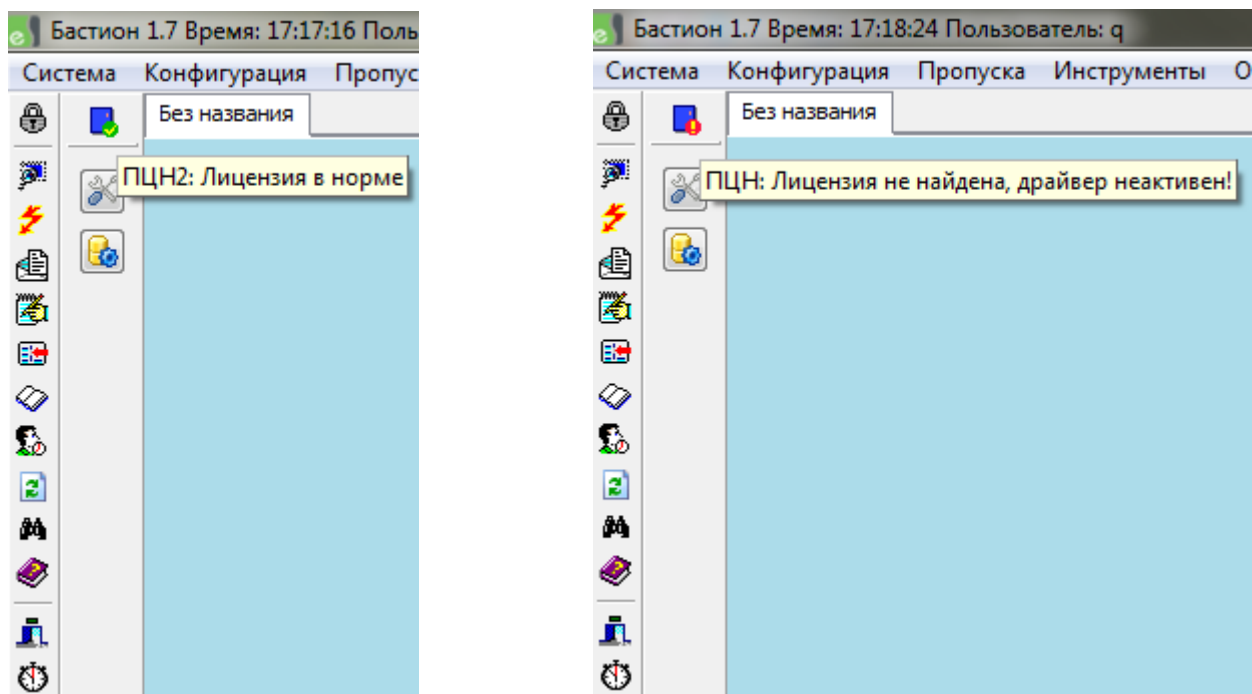 Бастион 1.7 Время: 17:17:16 Поль
Система Конфигурация Пропус
Без названия
ПЦН2: Лицензия в норме
Бастион 1.7 Время: 17:18:24 Пользователь: q
Система Конфигурация Пропуска Инструменты О
Без названия
ПЦН: Лицензия не найдена, драйвер неактивен!